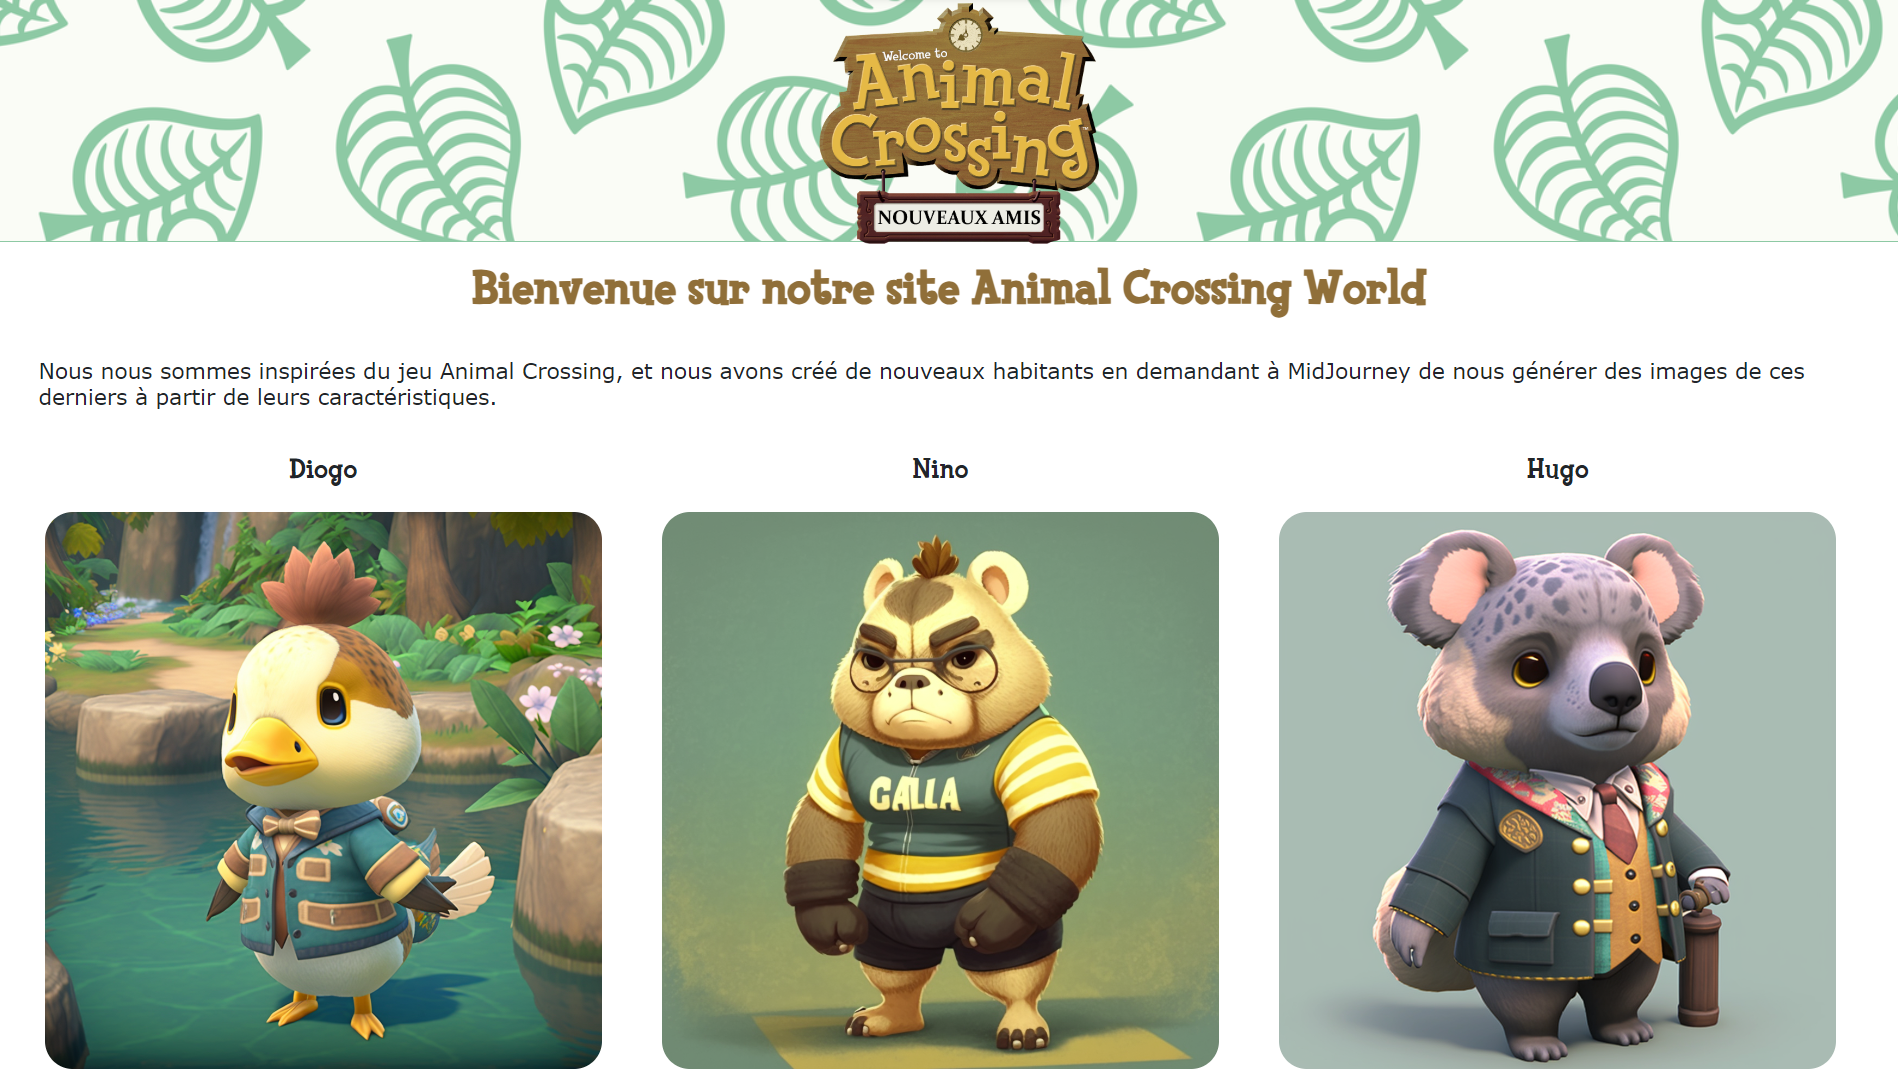 Welcome to
Animal
Crossing
NOUVEAUX AMIS
Bienvenue sur notre site Animal Crossing World
Nous nous sommes inspirées du jeu Animal Crossing, et nous avons créé de nouveaux habitants en demandant à MidJourney de nous générer des images de ces
derniers à partir de leurs caractéristiques.
Diogo
Nino
Hugo
GALLA